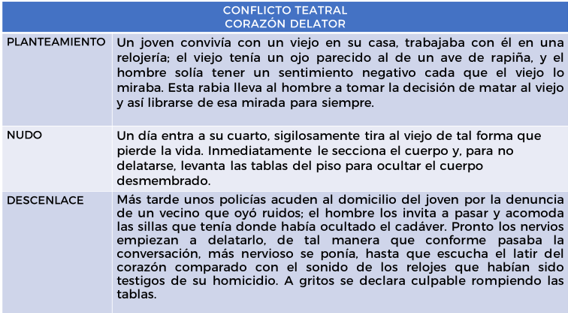 CONFLICTO TEATRAL
CORAZÓN DELATOR
PLANTEAMIENTO
Un joven convivía con un viejo en su casa, trabajaba con él en una
relojería; el viejo tenía un ojo parecido al de un ave de rapiña, y el
hombre solía tener un sentimiento negativo cada que el viejo lo
miraba. Esta rabia lleva al hombre a tomar la decisión de matar al viejo
y así librarse de esa mirada para siempre.
NUDO
Un día entra a su cuarto, sigilosamente tira al viejo de tal forma que
pierde la vida. Inmediatamente le secciona el cuerpo y, para no
delatarse, levanta las tablas del piso para ocultar el cuerpo
desmembrado.
DESCENLACE
Más tarde unos policías acuden al domicilio del joven por la denuncia
de un vecino que oyó ruidos; el hombre los invita a pasar y acomoda
las sillas que tenía donde había ocultado el cadáver. Pronto los nervios
empiezan a delatarlo, de tal manera que conforme pasaba la
conversación, más nervioso se ponía, hasta que escucha el latir del
corazón comparado con el sonido de los relojes que habían sido
testigos de su homicidio. A gritos se declara culpable rompiendo las
tablas.